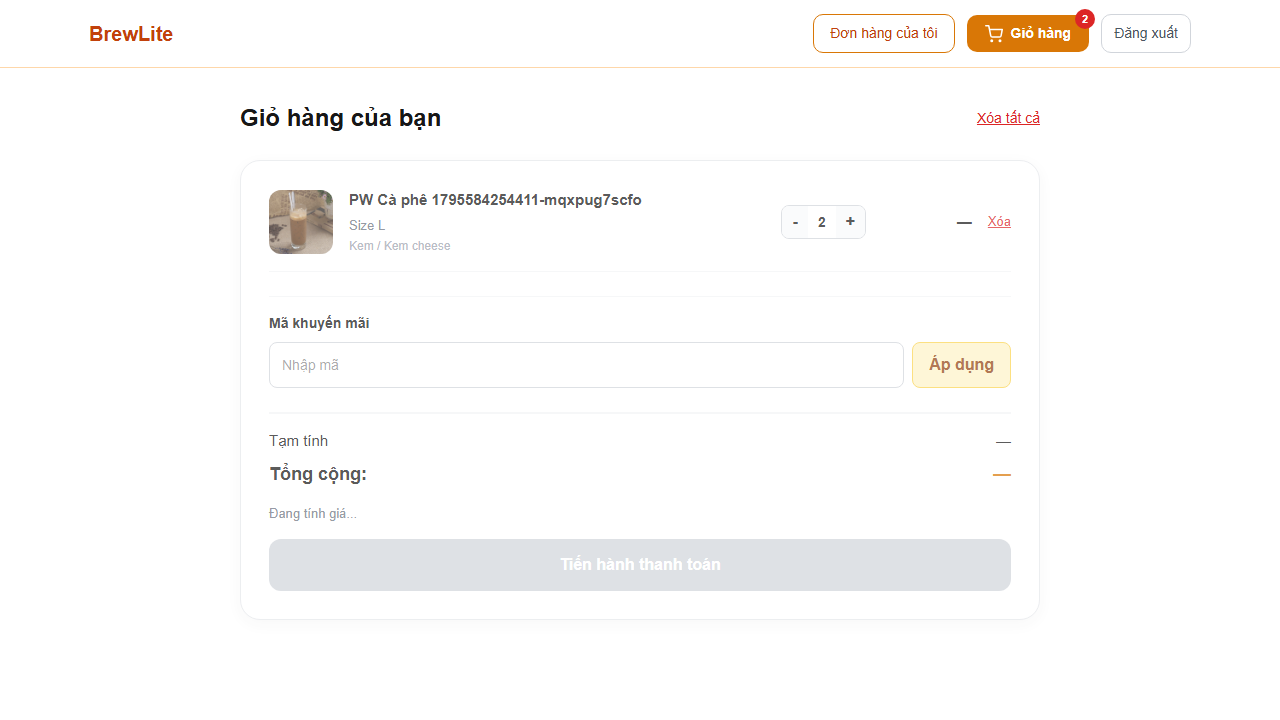 BrewLite
Đơn hàng của tôi
Giỏ hàng
2
Đăng xuất
Giỏ hàng của bạn
Xóa tất cả
PW Cà phê 1795584254411-mqxpug7scfo
Size L
Kem / Kem cheese
- 2 +
—
Xóa
Mã khuyến mãi
Nhập mã
Áp dụng
Tạm tính
—
Tổng cộng:
—
Đang tính giá...
Tiến hành thanh toán